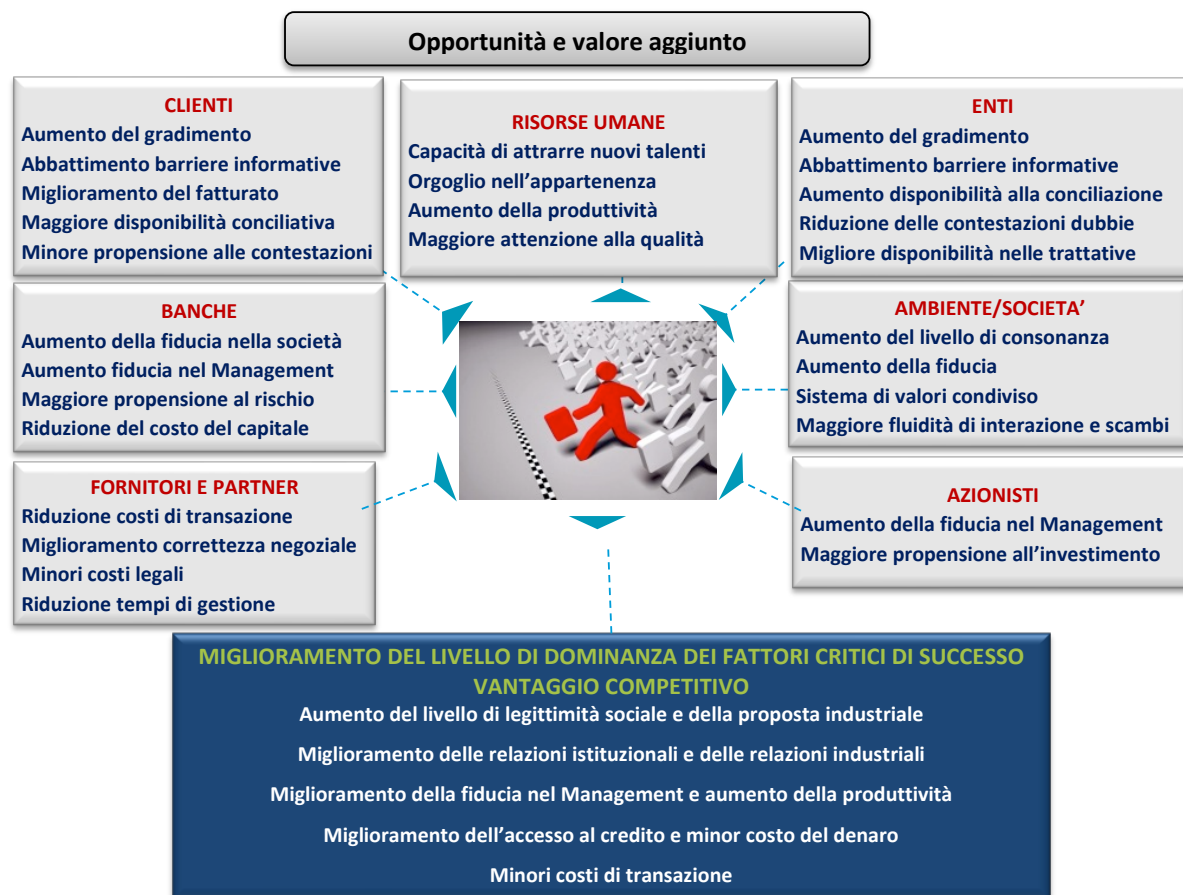 Opportunità e valore aggiunto
CLIENTI
Aumento del gradimento
Abbattimento barriere informative
Miglioramento del fatturato
Maggiore disponibilità conciliativa
Minore propensione alle contestazioni
RISORSE UMANE
Capacità di attrarre nuovi talenti
Orgoglio nell’appartenenza
Aumento della produttività
Maggiore attenzione alla qualità
ENTI
Aumento del gradimento
Abbattimento barriere informative
Aumento disponibilità alla conciliazione
Riduzione delle contestazioni dubbie
Migliore disponibilità nelle trattative
BANCHE
Aumento della fiducia nella società
Aumento fiducia nel Management
Maggiore propensione al rischio
Riduzione del costo del capitale
AMBIENTE/SOCIETA’
Aumento del livello di consonanza
Aumento della fiducia
Sistema di valori condiviso
Maggiore fluidità di interazione e scambi
FORNITORI E PARTNER
Riduzione costi di transazione
Miglioramento correttezza negoziale
Minori costi legali
Riduzione tempi di gestione
AZIONISTI
Aumento della fiducia nel Management
Maggiore propensione all’investimento
MIGLIORAMENTO DEL LIVELLO DI DOMINANZA DEI FATTORI CRITICI DI SUCCESSO
VANTAGGIO COMPETITIVO
Aumento del livello di legittimità sociale e della proposta industriale
Miglioramento delle relazioni istituzionali e delle relazioni industriali
Miglioramento della fiducia nel Management e aumento della produttività
Miglioramento dell’accesso al credito e minor costo del denaro
Minori costi di transazione